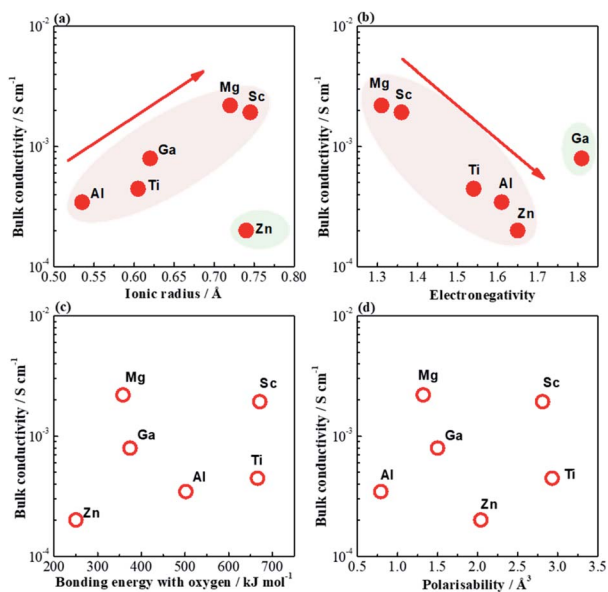 (a)
Bulk conductivity / S cm⁻¹
10⁻²
10⁻³
10⁻⁴
Mg
Sc
Ga
Al
Ti
Zn
0.50 0.55 0.60 0.65 0.70 0.75 0.80
Ionic radius / Å
(b)
Bulk conductivity / S cm⁻¹
10⁻²
10⁻³
10⁻⁴
Mg
Sc
Ga
Ti
Al
Zn
1.3 1.4 1.5 1.6 1.7 1.8
Electronegativity
(c)
Bulk conductivity / S cm⁻¹
10⁻²
10⁻³
10⁻⁴
Mg
Sc
Ga
Al
Ti
Zn
200 300 400 500 600 700
Bonding energy with oxygen / kJ mol⁻¹
(d)
Bulk conductivity / S cm⁻¹
10⁻²
10⁻³
10⁻⁴
Mg
Sc
Ga
Al
Ti
Zn
0.5 1.0 1.5 2.0 2.5 3.0 3.5
Polarisability / Å³